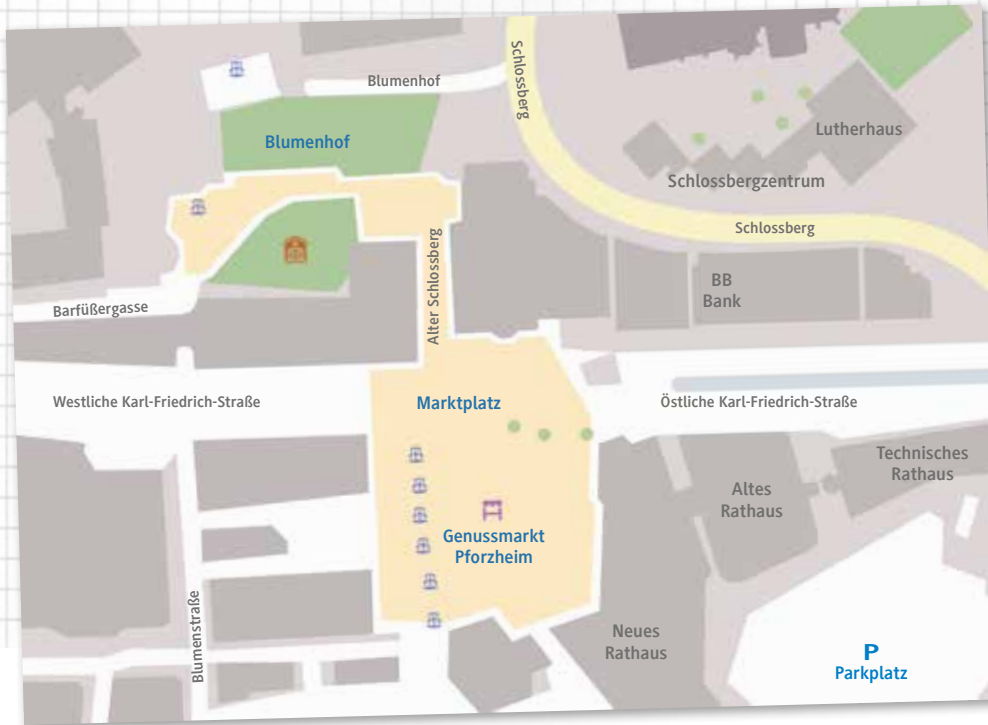 Blumenhof
Schlossberg
Blumenhof
Lutherhaus
Schlossbergzentrum
Schlossberg
Alter Schlossberg
BB
Bank
Barfüßergasse
Westliche Karl-Friedrich-Straße
Marktplatz
Östliche Karl-Friedrich-Straße
Technisches
Rathaus
Altes
Rathaus
Genussmarkt
Pforzheim
Blumenstraße
Neues
Rathaus
P
Parkplatz